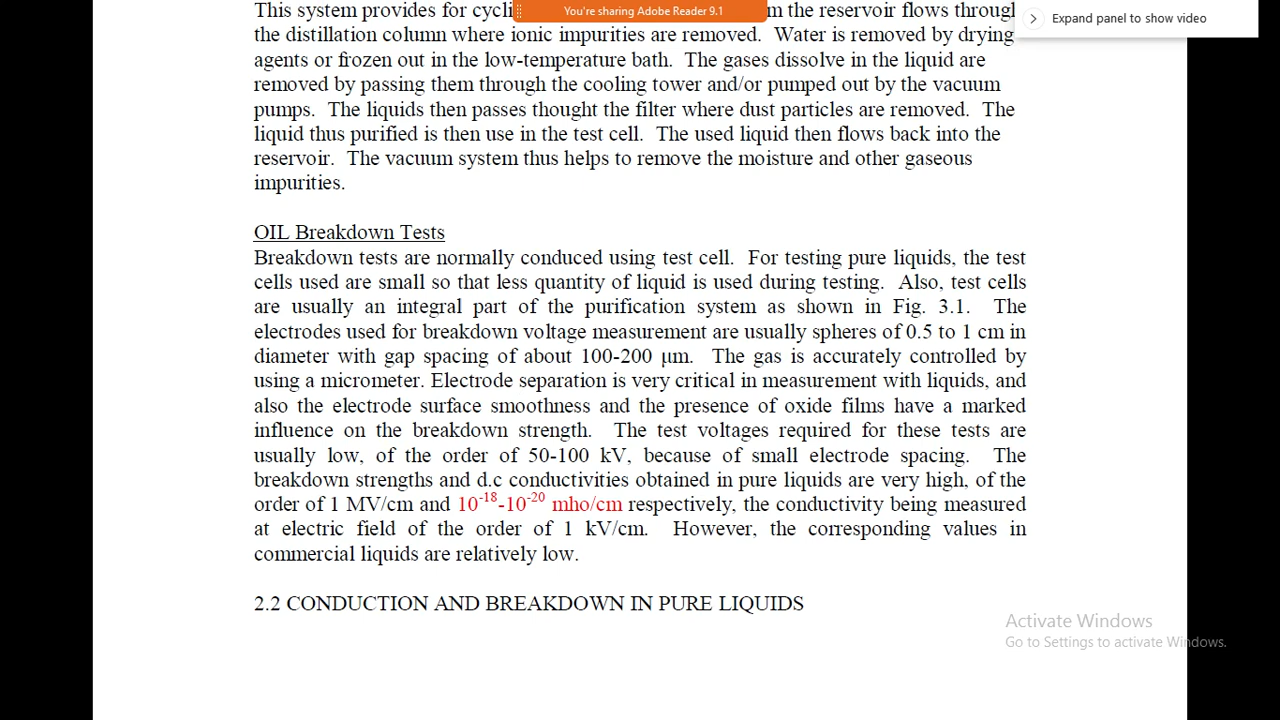 This system provides for cycli
You're sharing Adobe Reader 9.1
m the reservoir flows through
Expand panel to show video
the distillation column where ionic impurities are removed. Water is removed by drying
agents or frozen out in the low-temperature bath. The gases dissolve in the liquid are
removed by passing them through the cooling tower and/or pumped out by the vacuum
pumps. The liquids then passes thought the filter where dust particles are removed. The
liquid thus purified is then use in the test cell. The used liquid then flows back into the
reservoir. The vacuum system thus helps to remove the moisture and other gaseous
impurities.
OIL Breakdown Tests
Breakdown tests are normally conduced using test cell. For testing pure liquids, the test
cells used are small so that less quantity of liquid is used during testing. Also, test cells
are usually an integral part of the purification system as shown in Fig. 3.1. The
electrodes used for breakdown voltage measurement are usually spheres of 0.5 to 1 cm in
diameter with gap spacing of about 100-200 μm. The gas is accurately controlled by
using a micrometer. Electrode separation is very critical in measurement with liquids, and
also the electrode surface smoothness and the presence of oxide films have a marked
influence on the breakdown strength. The test voltages required for these tests are
usually low, of the order of 50-100 kV, because of small electrode spacing. The
breakdown strengths and d.c conductivities obtained in pure liquids are very high, of the
order of 1 MV/cm and 10⁻¹⁸-10⁻²⁰ mho/cm respectively, the conductivity being measured
at electric field of the order of 1 kV/cm. However, the corresponding values in
commercial liquids are relatively low.
2.2 CONDUCTION AND BREAKDOWN IN PURE LIQUIDS
Activate Windows
Go to Settings to activate Windows.